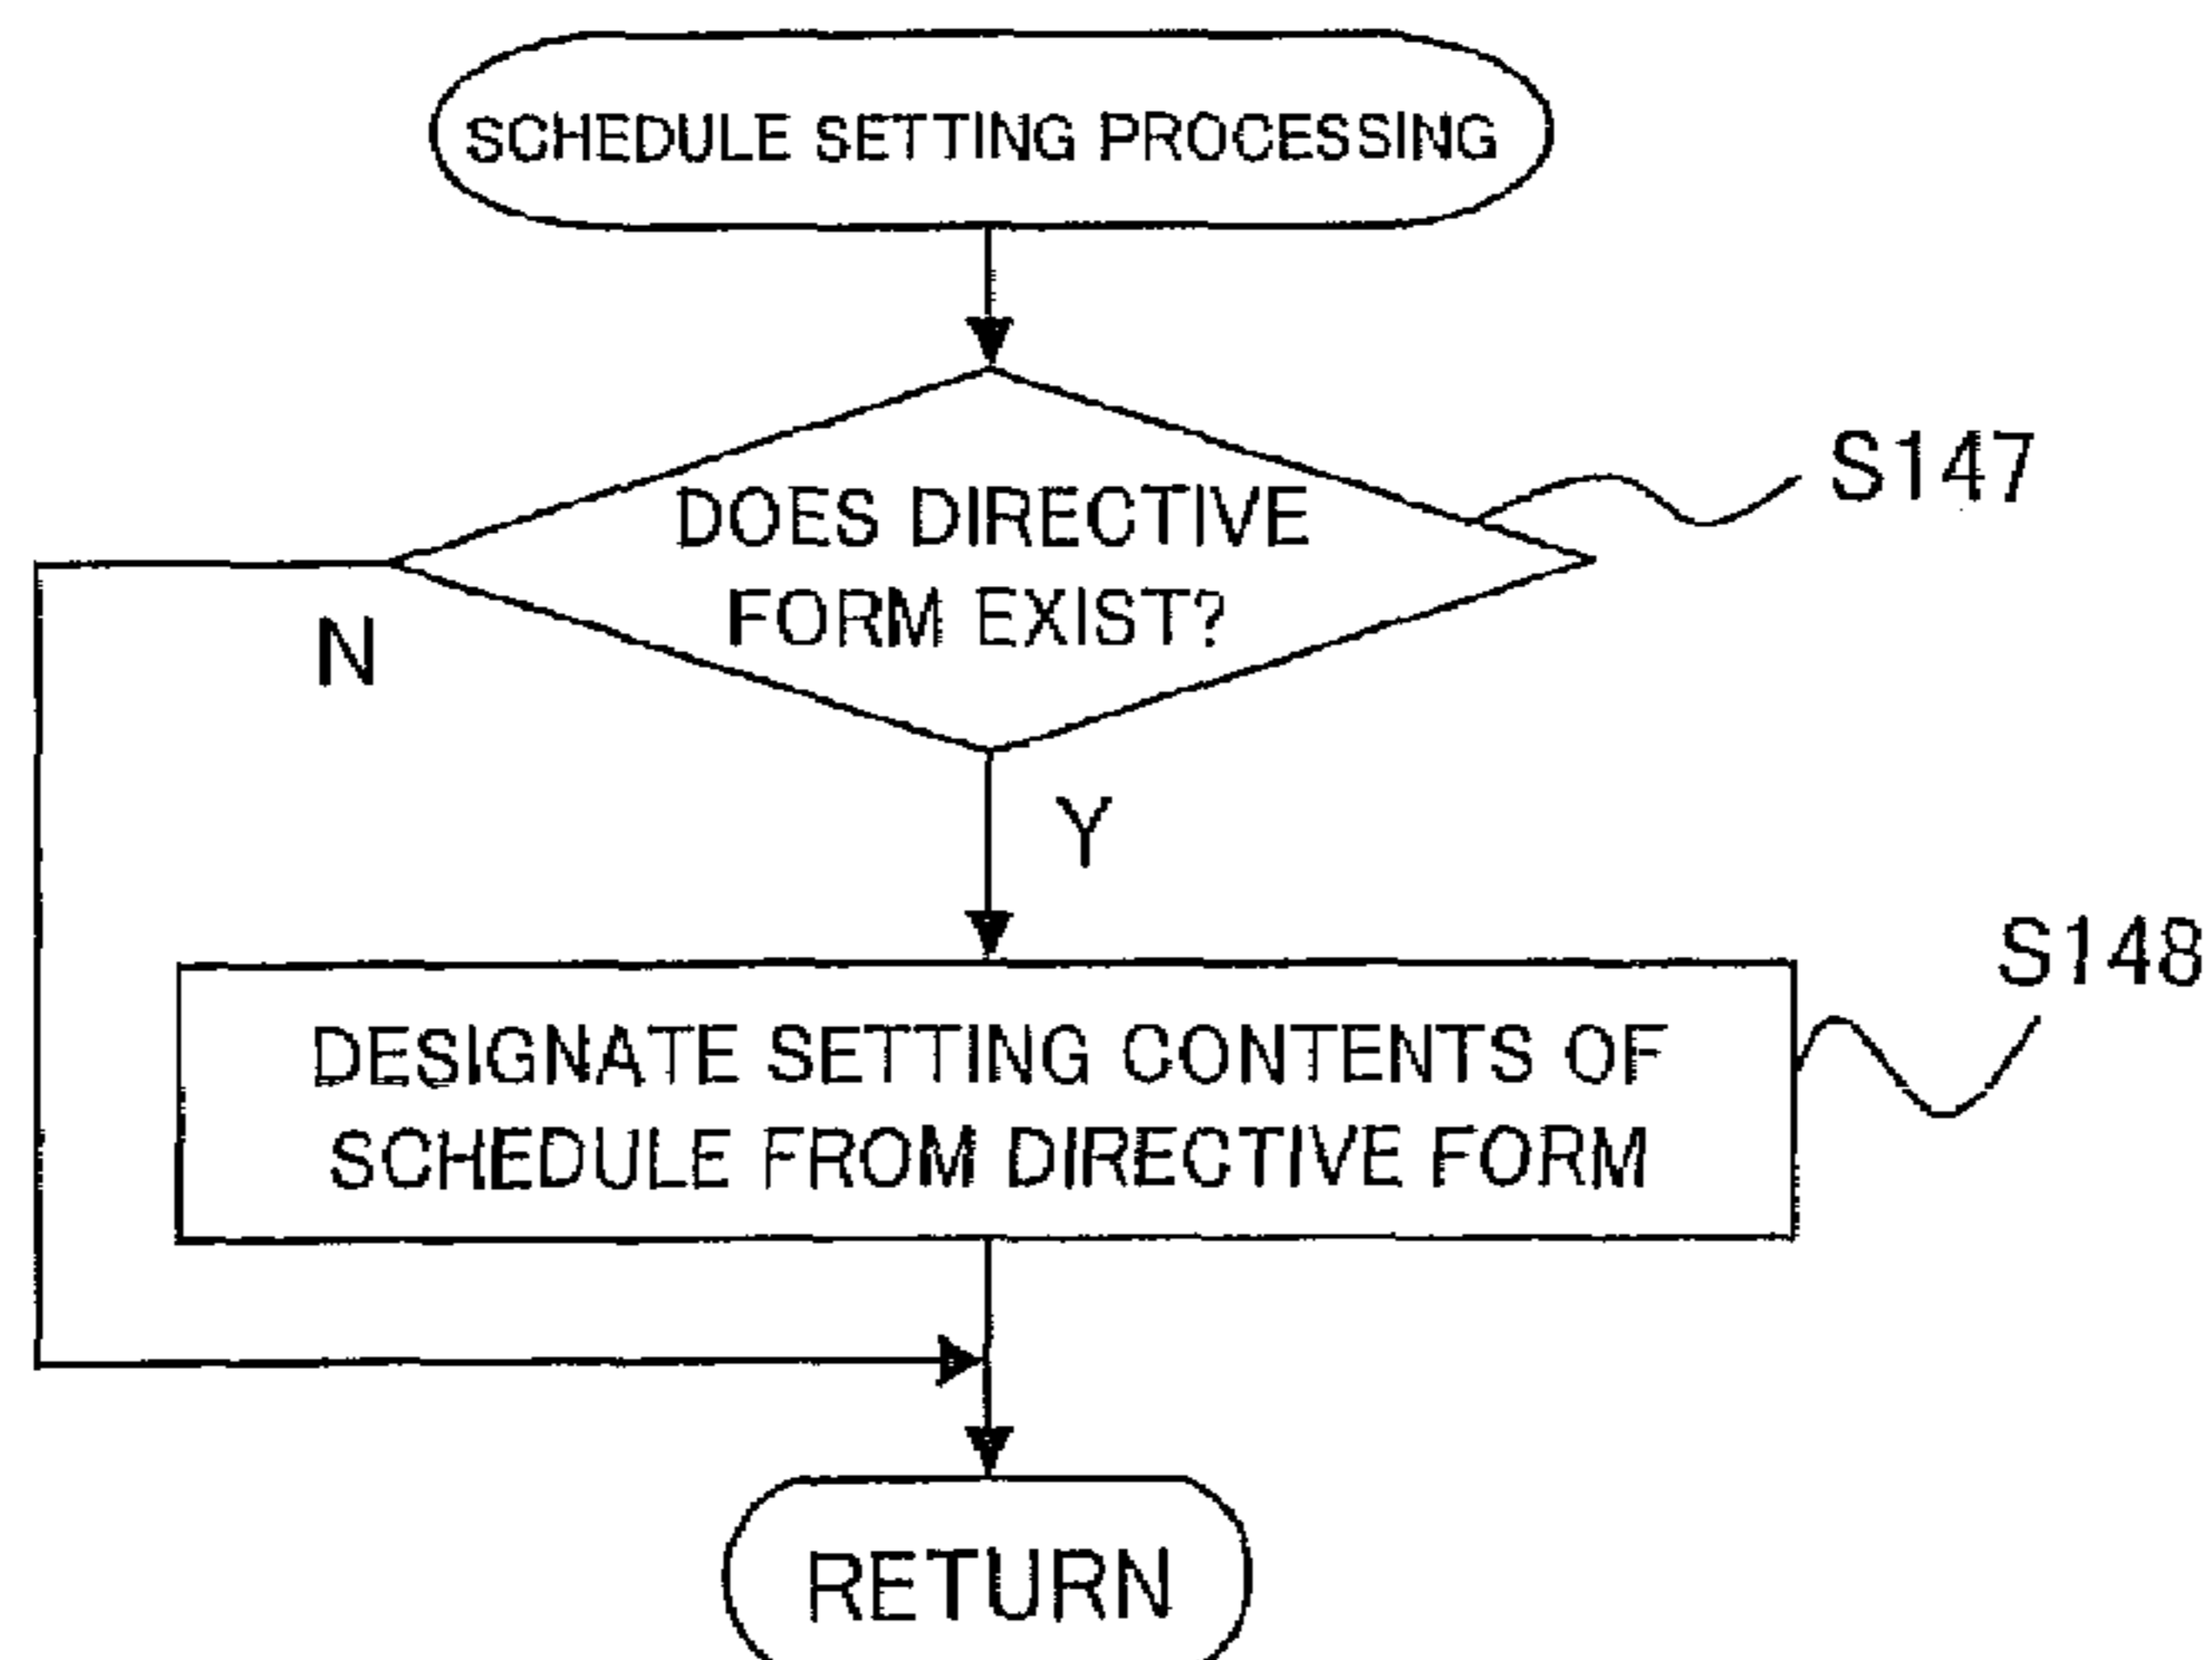 SCHEDULE SETTING PROCESSING
DOES DIRECTIVE
FORM EXIST?
S147
N
Y
S148
DESIGNATE SETTING CONTENTS OF
SCHEDULE FROM DIRECTIVE FORM
RETURN